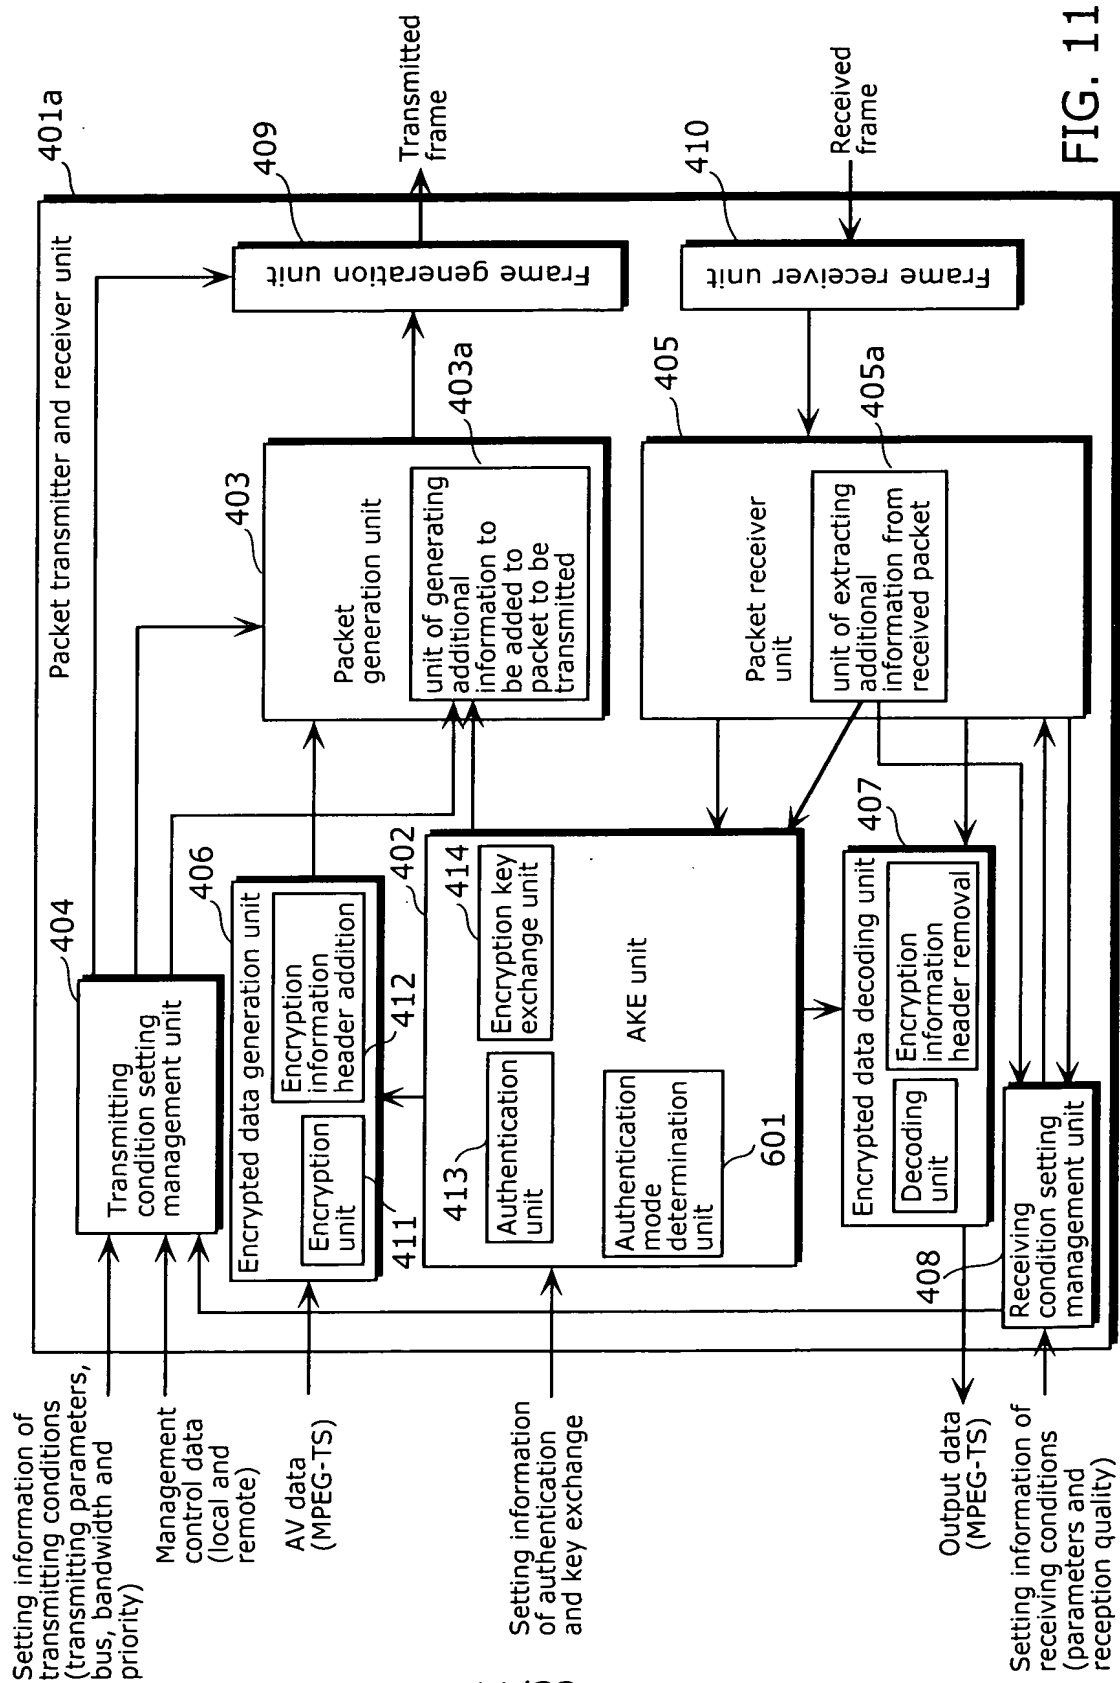 401a
Packet transmitter and receiver unit
Setting information of
transmitting conditions
(transmitting parameters,
bus, bandwidth and
priority)
Management
control data
(local and
remote)
404
Transmitting
condition setting
management unit
AV data
(MPEG-TS)
406
Encrypted data generation unit
Encryption
unit
411
Encryption
information
header addition
412
403
Packet
generation unit
403a
unit of generating
additional
information to
be added to
packet to be
transmitted
409
Frame generation unit
Transmitted
frame
Setting information
of authentication
and key exchange
402
413
Authentication
unit
414
Encryption key
exchange unit
AKE unit
Authentication
mode
determination
unit
601
405
Packet receiver
unit
405a
unit of extracting
additional
information from
received packet
410
Frame receiver unit
Received
frame
407
Encrypted data decoding unit
Decoding
unit
Encryption
information
header removal
Output data
(MPEG-TS)
408
Receiving
condition setting
management unit
Setting information of
receiving conditions
(parameters and
reception quality)
FIG. 11